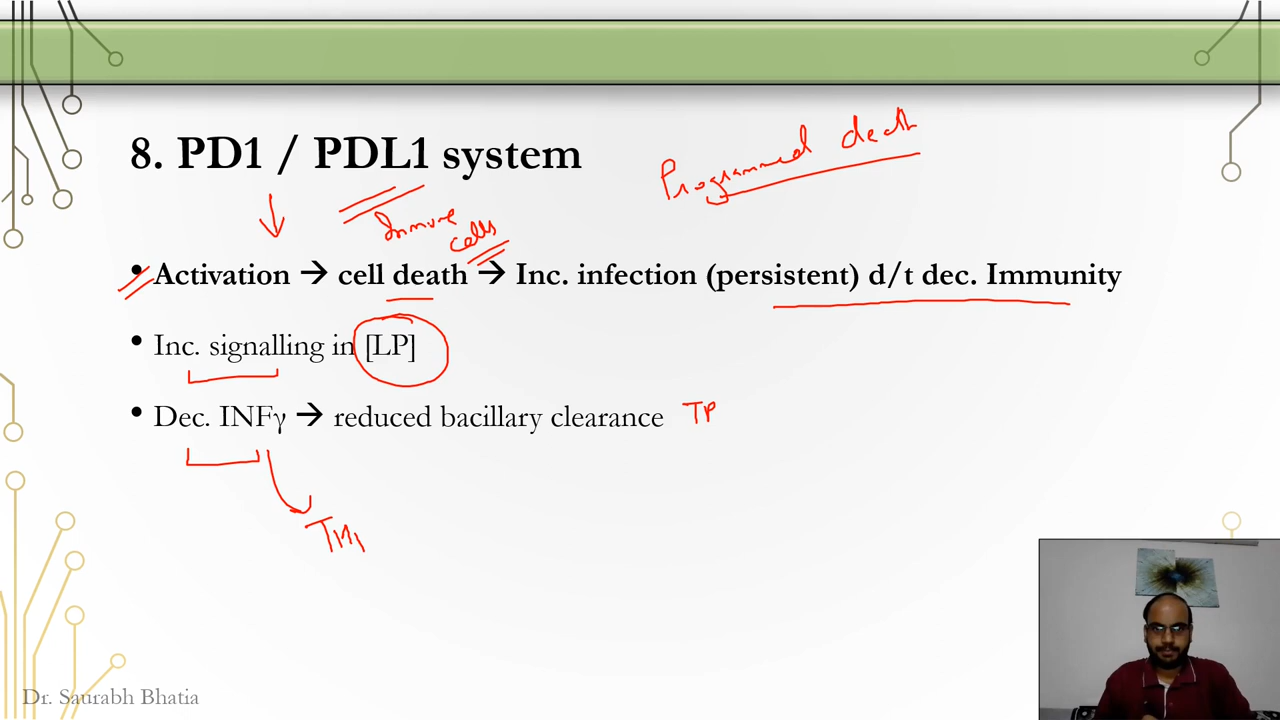 8. PD1 / PDL1 system
Programmed death
Immune
cells
• Activation → cell death → Inc. infection (persistent) d/t dec. Immunity
• Inc. signalling in [LP]
• Dec. INFγ → reduced bacillary clearance TP
TH1
Dr. Saurabh Bhatia